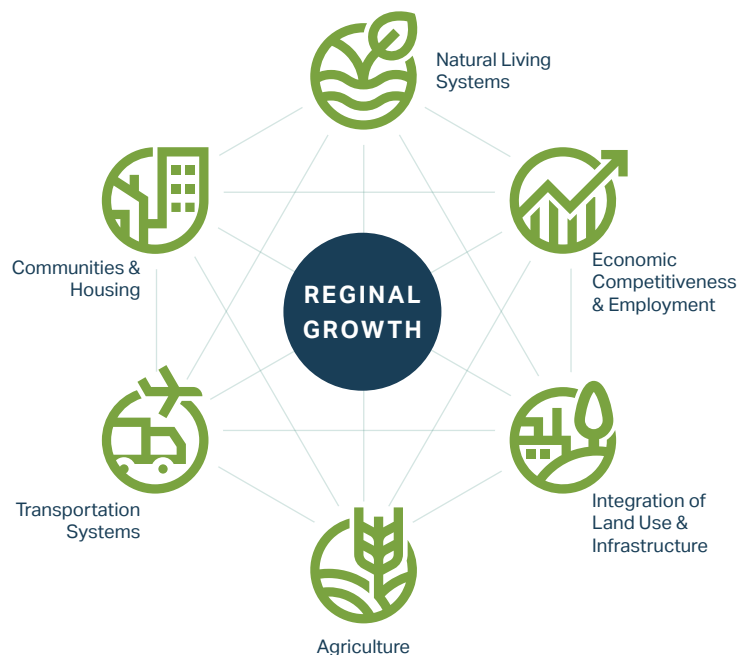 Natural Living
Systems
Economic
Competitiveness
& Employment
Communities &
Housing
REGINAL
GROWTH
Integration of
Land Use &
Infrastructure
Transportation
Systems
Agriculture